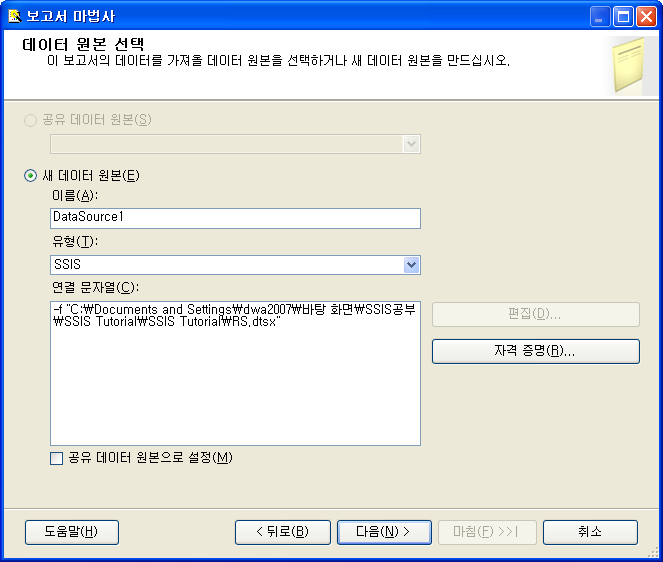 보고서 마법사
데이터 원본 선택
이 보고서의 데이터를 가져올 데이터 원본을 선택하거나 새 데이터 원본을 만드십시오.
공유 데이터 원본(S)
새 데이터 원본(E)
이름(A):
DataSource1
유형(T):
SSIS
연결 문자열(C):
-f "C:₩Documents and Settings₩dwa2007₩바탕 화면₩SSIS공부
₩SSIS Tutorial₩SSIS Tutorial₩RS.dtsx"
편집(D)...
자격 증명(R)...
공유 데이터 원본으로 설정(M)
도움말(H)
< 뒤로(B)
다음(N) >
마침(F) >>|
취소